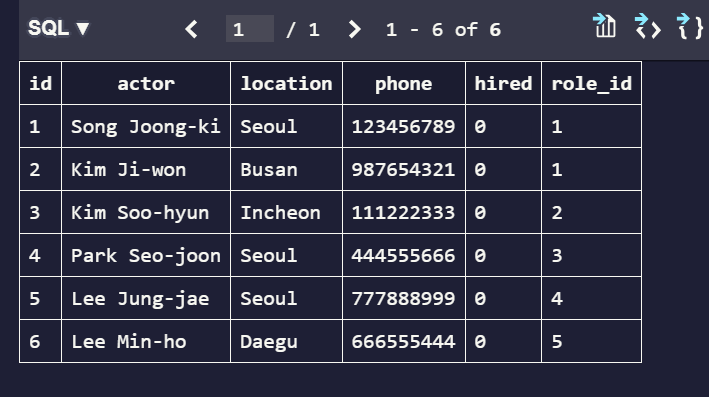 SQL ▼ < 1 / 1 > 1 - 6 of 6
id actor location phone hired role_id
1 Song Joong-ki Seoul 123456789 0 1
2 Kim Ji-won Busan 987654321 0 1
3 Kim Soo-hyun Incheon 111222333 0 2
4 Park Seo-joon Seoul 444555666 0 3
5 Lee Jung-jae Seoul 777888999 0 4
6 Lee Min-ho Daegu 666555444 0 5